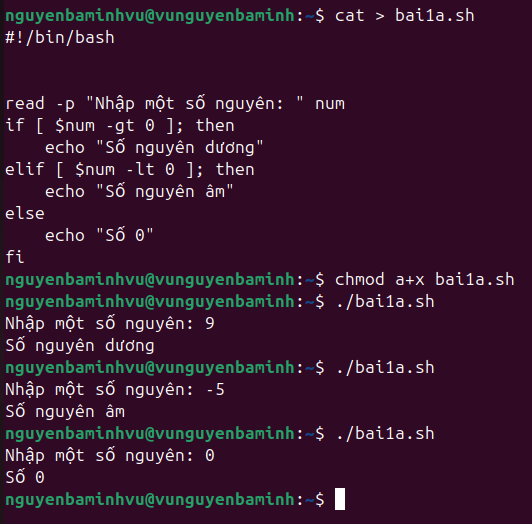 nguyenbaminhvu@vunguyenbaminh:~$ cat > bai1a.sh
#!/bin/bash
read -p "Nhập một số nguyên: " num
if [ $num -gt 0 ]; then
    echo "Số nguyên dương"
elif [ $num -lt 0 ]; then
    echo "Số nguyên âm"
else
    echo "Số 0"
fi
nguyenbaminhvu@vunguyenbaminh:~$ chmod a+x bai1a.sh
nguyenbaminhvu@vunguyenbaminh:~$ ./bai1a.sh
Nhập một số nguyên: 9
Số nguyên dương
nguyenbaminhvu@vunguyenbaminh:~$ ./bai1a.sh
Nhập một số nguyên: -5
Số nguyên âm
nguyenbaminhvu@vunguyenbaminh:~$ ./bai1a.sh
Nhập một số nguyên: 0
Số 0
nguyenbaminhvu@vunguyenbaminh:~$